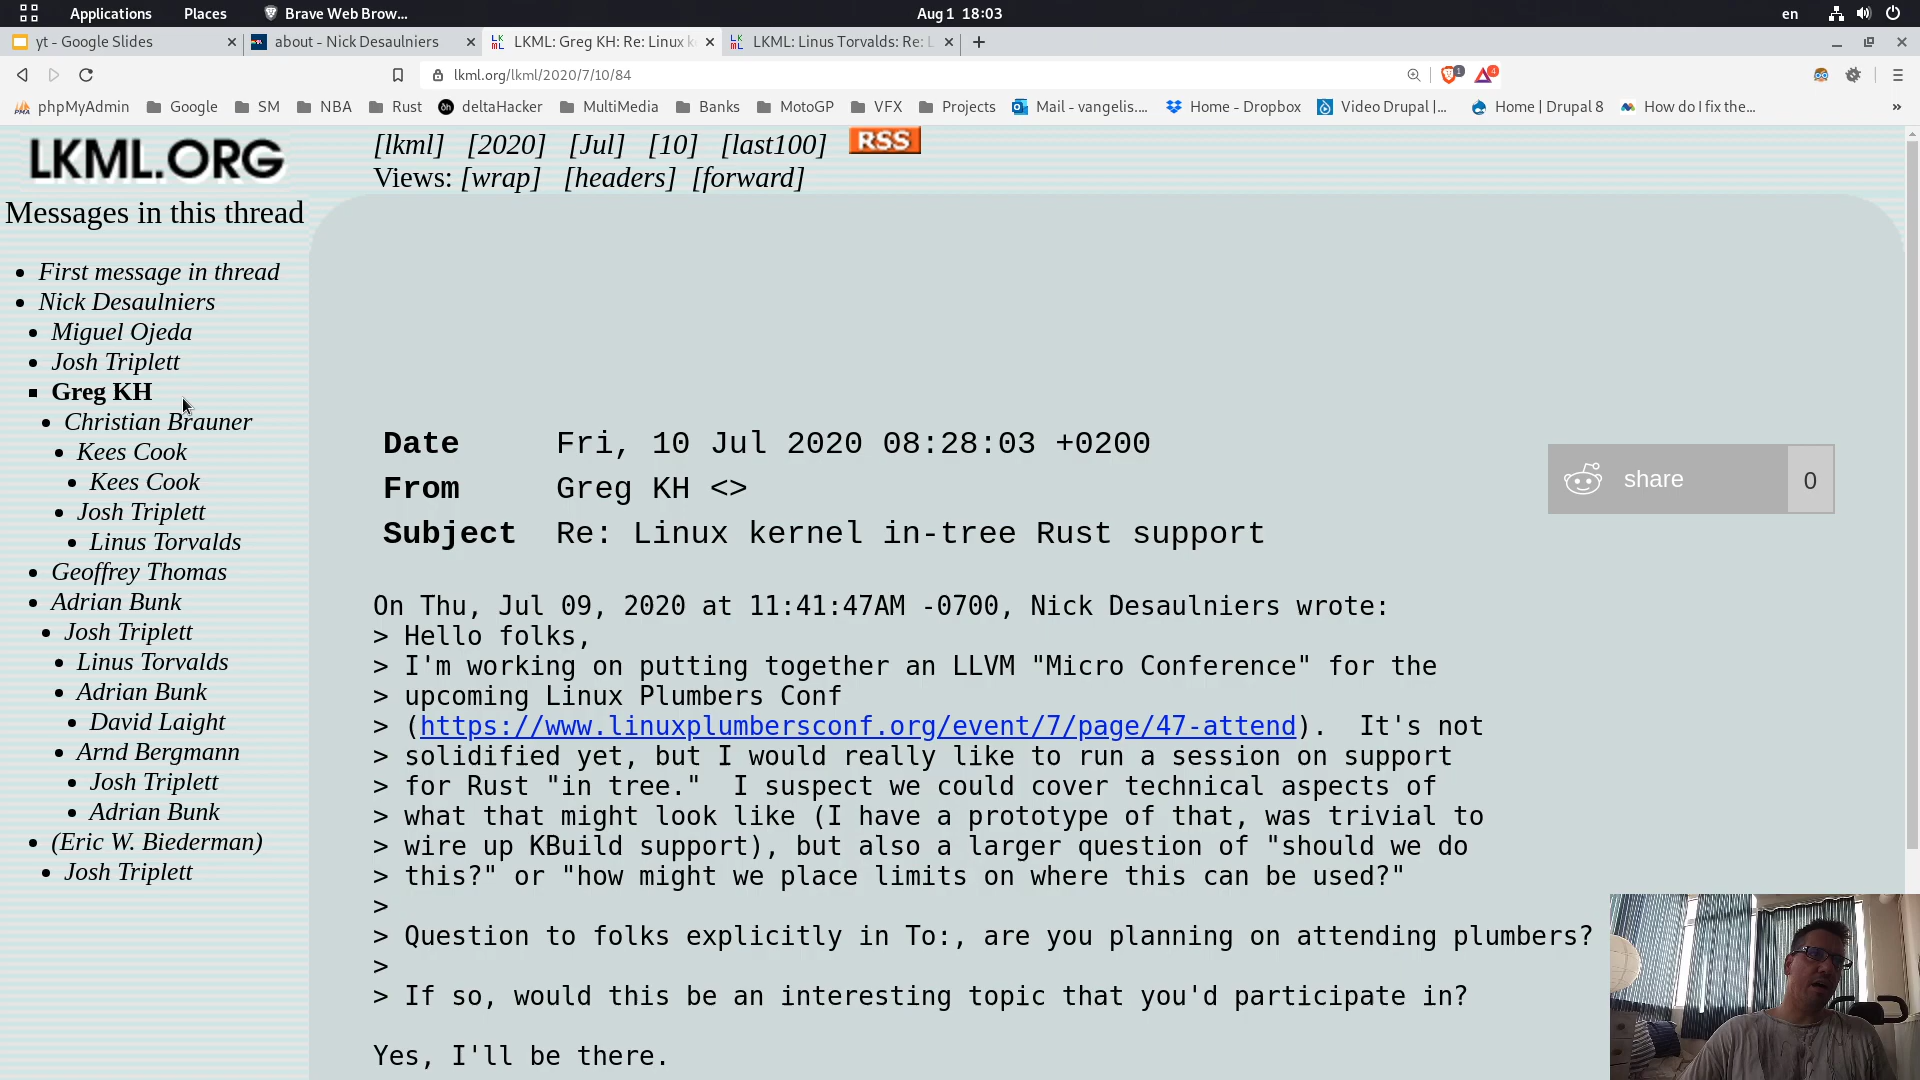 Applications Places Brave Web Brow... Aug 1 18:03 en
yt - Google Slides about - Nick Desaulniers LKML: Greg KH: Re: Linux k LKML: Linus Torvalds: Re: L
lkml.org/lkml/2020/7/10/84 1 4
phpMyAdmin Google SM NBA Rust deltaHacker MultiMedia Banks MotoGP VFX Projects Mail - vangelis.... Home - Dropbox Video Drupal |... Home | Drupal 8 How do I fix the... »
LKML.ORG
[lkml] [2020] [Jul] [10] [last100] RSS
Views: [wrap] [headers] [forward]
Messages in this thread
First message in thread
Nick Desaulniers
Miguel Ojeda
Josh Triplett
Greg KH
Christian Brauner
Kees Cook
Kees Cook
Josh Triplett
Linus Torvalds
Geoffrey Thomas
Adrian Bunk
Josh Triplett
Linus Torvalds
Adrian Bunk
David Laight
Arnd Bergmann
Josh Triplett
Adrian Bunk
(Eric W. Biederman)
Josh Triplett
Date Fri, 10 Jul 2020 08:28:03 +0200
From Greg KH <>
Subject Re: Linux kernel in-tree Rust support
share 0
On Thu, Jul 09, 2020 at 11:41:47AM -0700, Nick Desaulniers wrote:
> Hello folks,
> I'm working on putting together an LLVM "Micro Conference" for the
> upcoming Linux Plumbers Conf
> (https://www.linuxplumbersconf.org/event/7/page/47-attend).  It's not
> solidified yet, but I would really like to run a session on support
> for Rust "in tree."  I suspect we could cover technical aspects of
> what that might look like (I have a prototype of that, was trivial to
> wire up KBuild support), but also a larger question of "should we do
> this?" or "how might we place limits on where this can be used?"
>
> Question to folks explicitly in To:, are you planning on attending plumbers?
>
> If so, would this be an interesting topic that you'd participate in?
Yes, I'll be there.